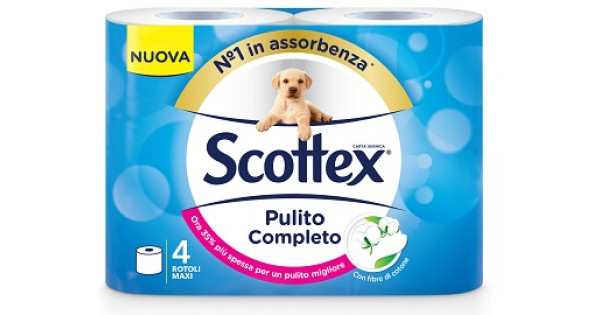 NUOVA
N°1 in assorbenza*
CARTA IGIENICA
Scottex®
Pulito
Completo
Ora 35% più spessa per un pulito migliore
4
ROTOLI
MAXI
Con fibre di cotone